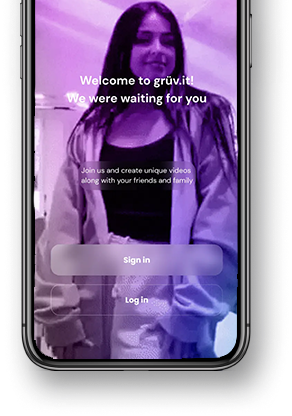 Welcome to grüv.it!
We were waiting for you
Join us and create unique videos
along with your friends and family
Sign in
Log in